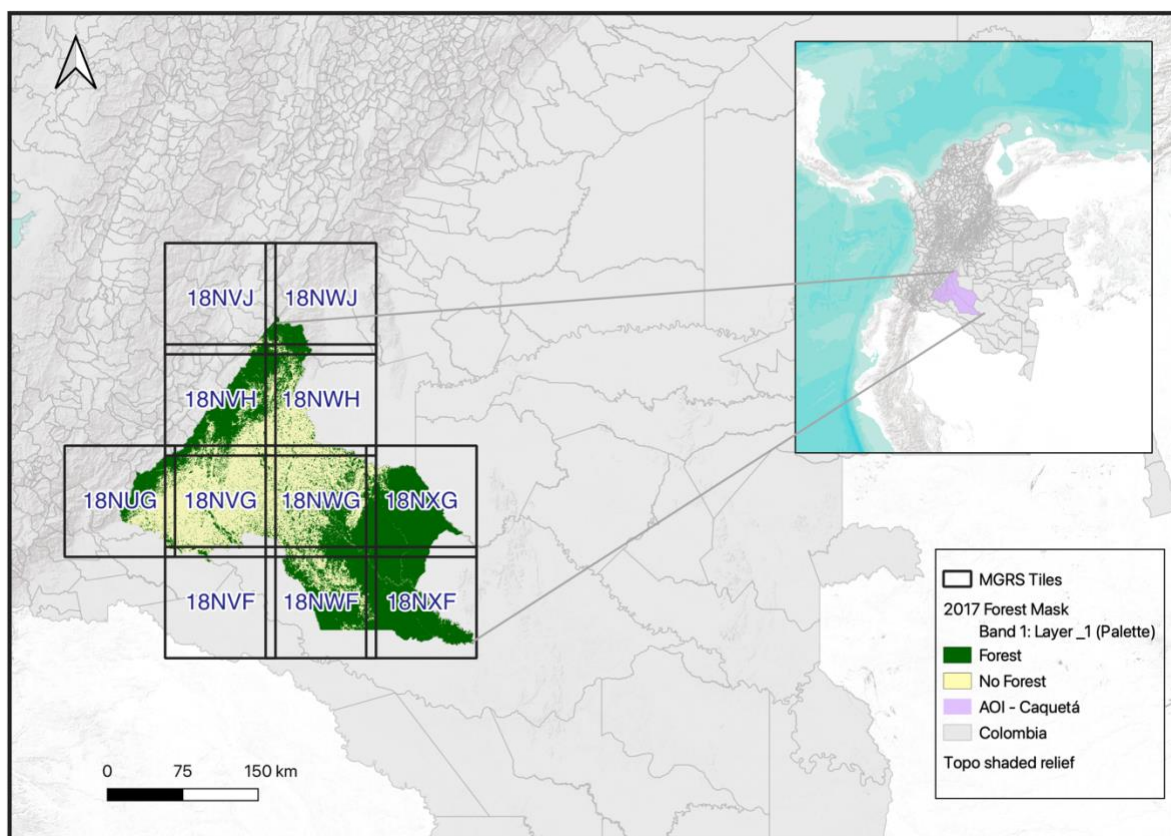 18NVJ 18NWJ
18NVH 18NWH
18NUG 18NVG 18NWG 18NXG
18NVF 18NWF 18NXF
0 75 150 km
MGRS Tiles
2017 Forest Mask
Band 1: Layer _1 (Palette)
Forest
No Forest
AOI - Caquetá
Colombia
Topo shaded relief